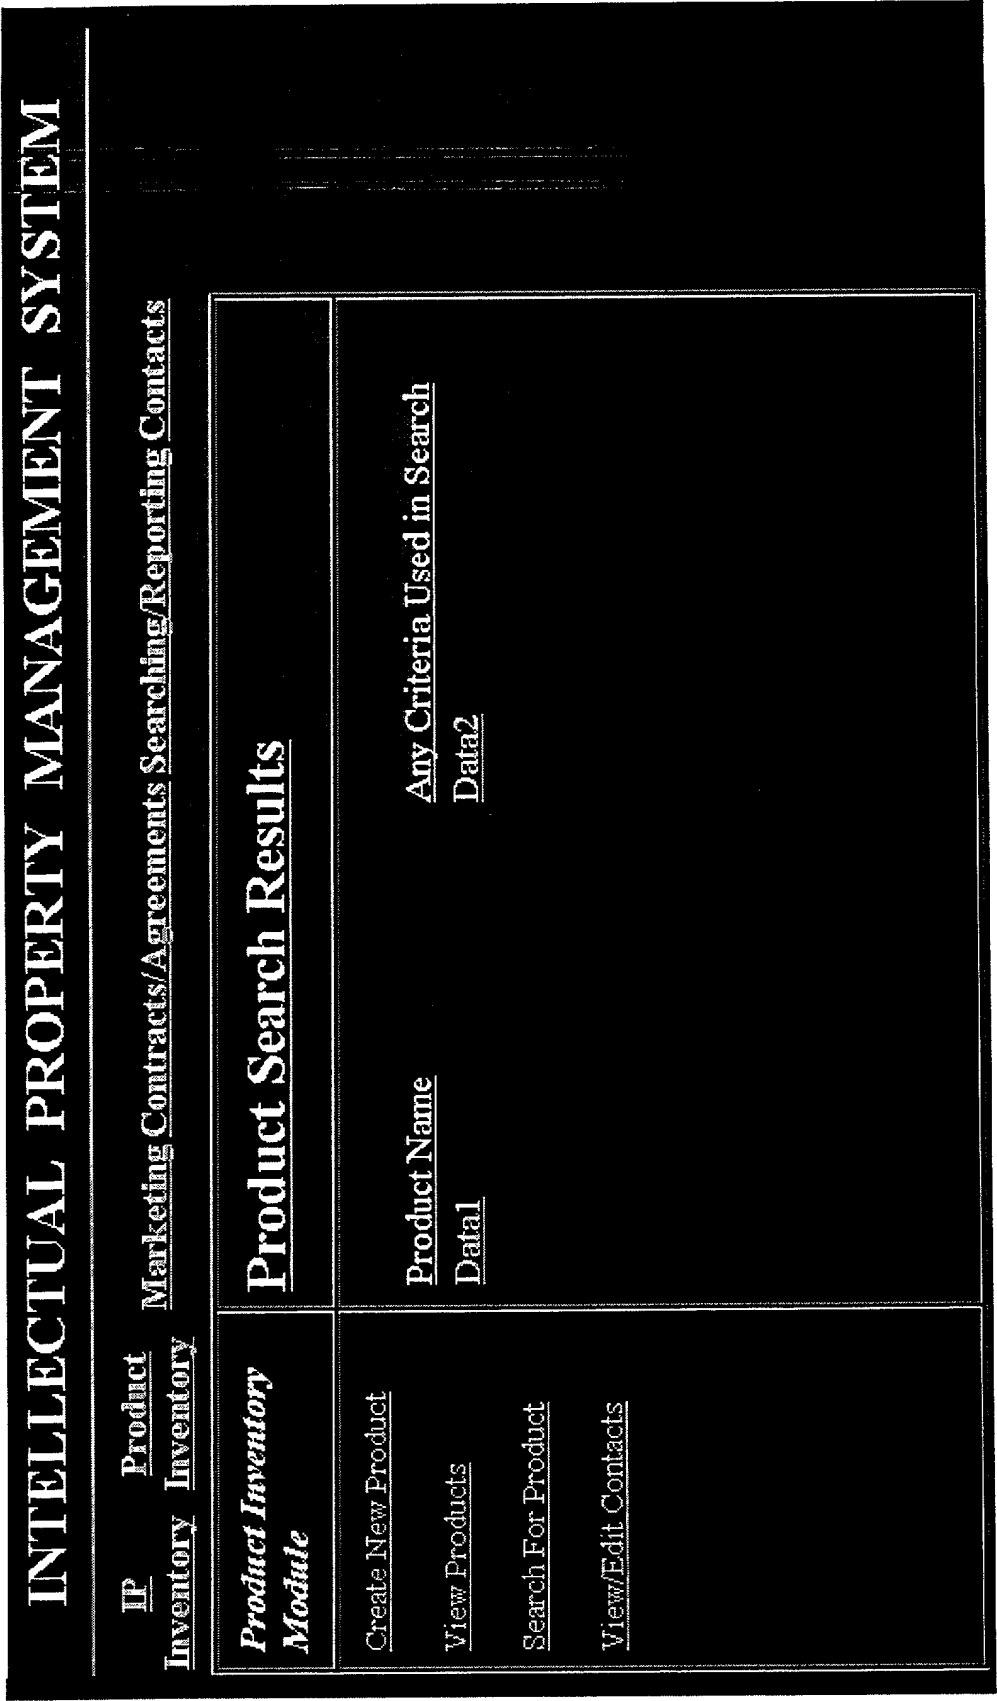 INTELLECTUAL PROPERTY MANAGEMENT SYSTEM
IP Inventory
Product Inventory
Marketing Contracts/Agreements Searching/Reporting Contacts
Product Inventory
Module
Product Search Results
Create New Product
View Products
Search For Product
View/Edit Contacts
Product Name
Any Criteria Used in Search
Data1
Data2